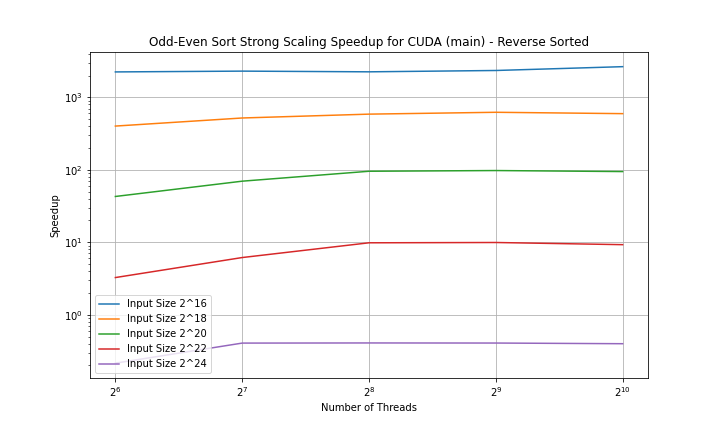 Odd-Even Sort Strong Scaling Speedup for CUDA (main) - Reverse Sorted
Speedup
10^3
10^2
10^1
10^0
Input Size 2^16
Input Size 2^18
Input Size 2^20
Input Size 2^22
Input Size 2^24
2^6 2^7 2^8 2^9 2^10
Number of Threads